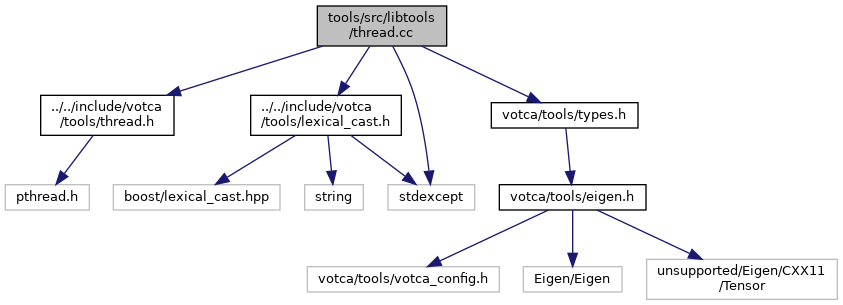 tools/src/libtools
/thread.cc
../../include/votca
/tools/thread.h
../../include/votca
/tools/lexical_cast.h
votca/tools/types.h
pthread.h
boost/lexical_cast.hpp
string
stdexcept
votca/tools/eigen.h
votca/tools/votca_config.h
Eigen/Eigen
unsupported/Eigen/CXX11
/Tensor